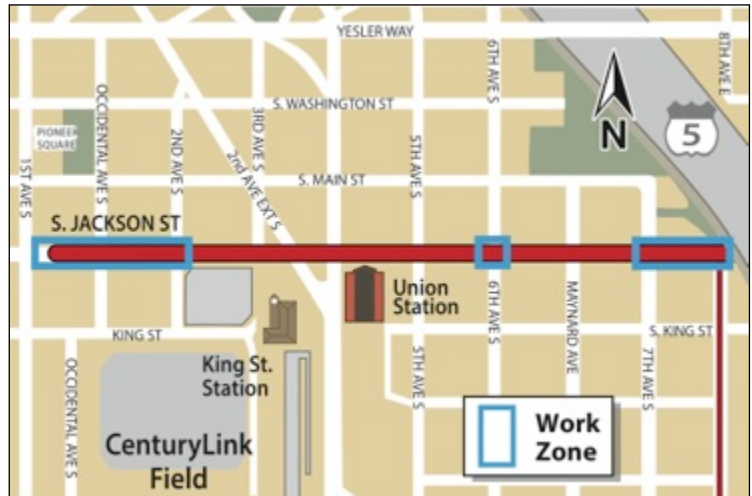 YESLER WAY
6TH AVE S
8TH AVE E
S. WASHINGTON ST
OCCIDENTAL AVE S
3RD AVE S
N
5
PIONEER
SQUARE
2ND AVE S
5TH AVE S
1ST AVE S
2nd AVE EXT S
S. MAIN ST
S. JACKSON ST
Union
Station
6TH AVE S
MAYNARD AVE
KING ST
S. KING ST
OCCIDENTAL AVE S
King St.
Station
5TH AVE S
7TH AVE S
CenturyLink
Field
Work
Zone